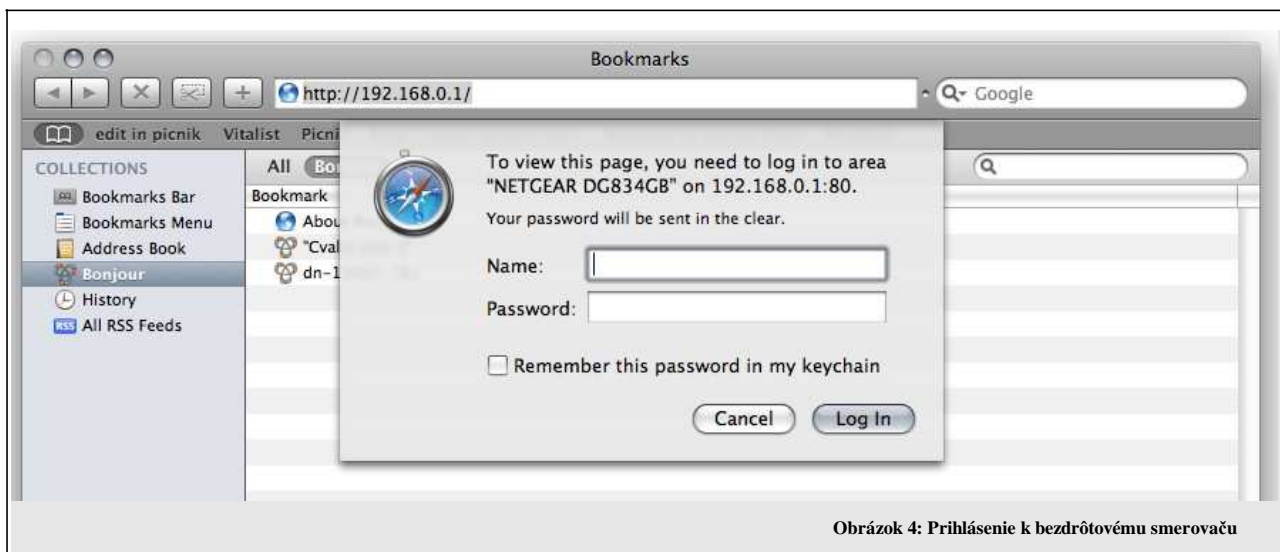 Bookmarks
http://192.168.0.1/
Google
edit in picnik Vitalist
COLLECTIONS
Bookmarks Bar
Bookmarks Menu
Address Book
Bonjour
History
RSS All RSS Feeds
All
Bookmark
To view this page, you need to log in to area
"NETGEAR DG834GB" on 192.168.0.1:80.
Your password will be sent in the clear.
Name:
Password:
Remember this password in my keychain
Cancel Log In
Obrázok 4: Prihlásenie k bezdrôtovému smerovaču